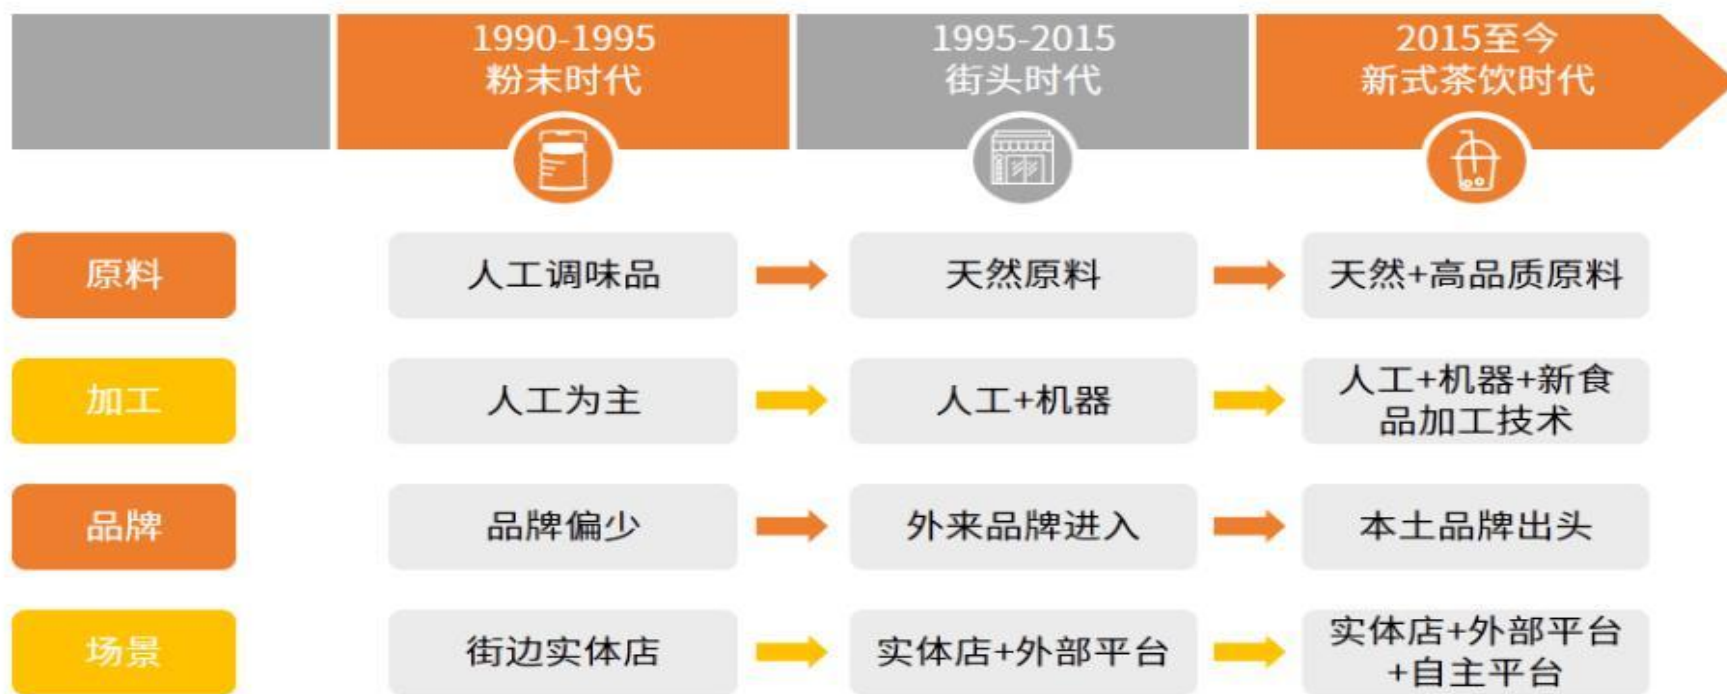 1990-1995
粉末时代
1995-2015
街头时代
2015至今
新式茶饮时代
原料
人工调味品
天然原料
天然+高品质原料
加工
人工为主
人工+机器
人工+机器+新食
品加工技术
品牌
品牌偏少
外来品牌进入
本土品牌出头
场景
街边实体店
实体店+外部平台
实体店+外部平台
+自主平台